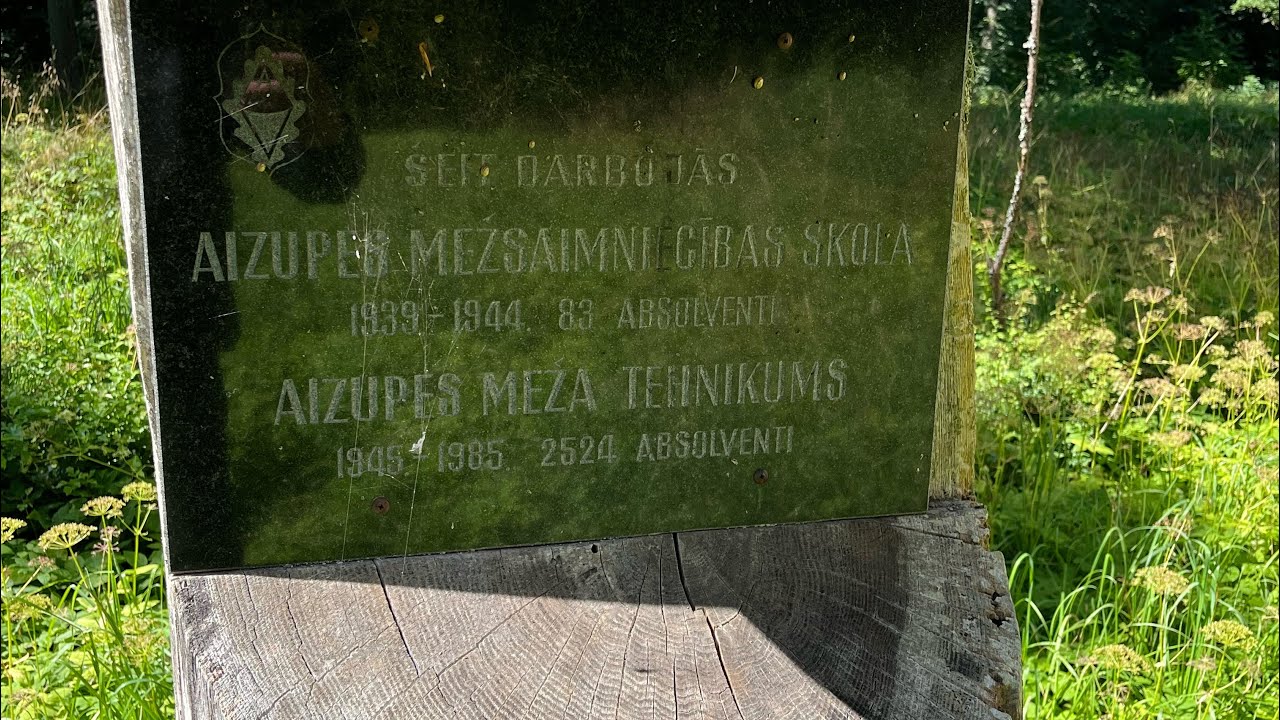 ŠEIT DARBOJĀS
AIZUPES MEŽSAIMNIECĪBAS SKOLA
1939 - 1944. 83 ABSOLVENTI
AIZUPES MEŽA TEHNIKUMS
1945 - 1985. 2524 ABSOLVENTI